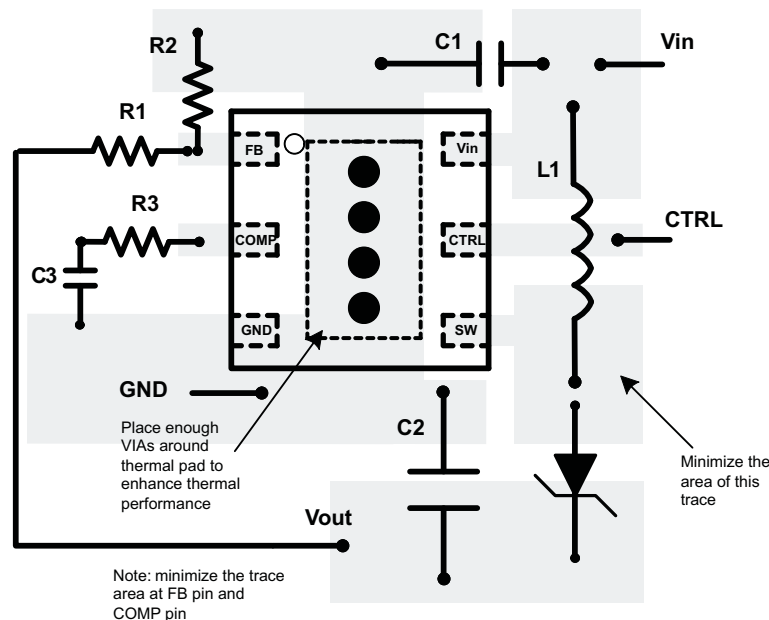 R2
C1
Vin
R1
FB
Vin
L1
R3
COMP
CTRL
CTRL
C3
GND
SW
GND
Place enough
VIAs around
thermal pad to
enhance thermal
performance
C2
Minimize the
area of this
trace
Vout
Note: minimize the trace
area at FB pin and
COMP pin